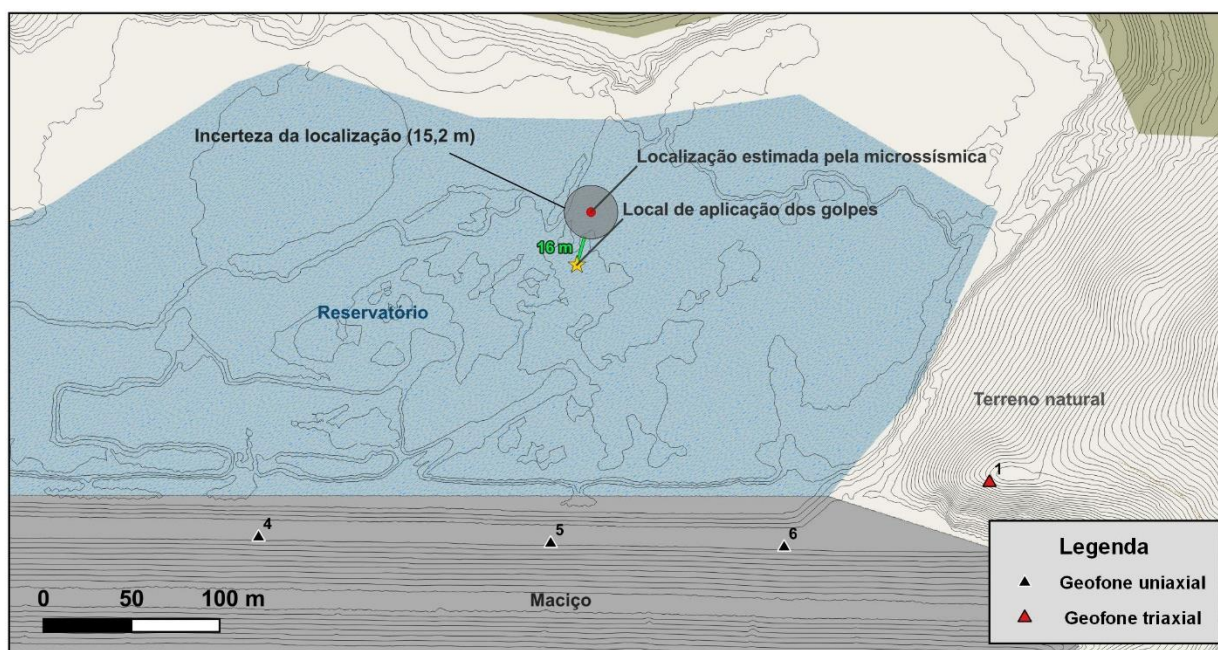 Incerteza da localização (15,2 m)
Localização estimada pela microssísmica
Local de aplicação dos golpes
16 m
Reservatório
Terreno natural
1
4
5
6
Legenda
Geofone uniaxial
Geofone triaxial
0 50 100 m
Maciço